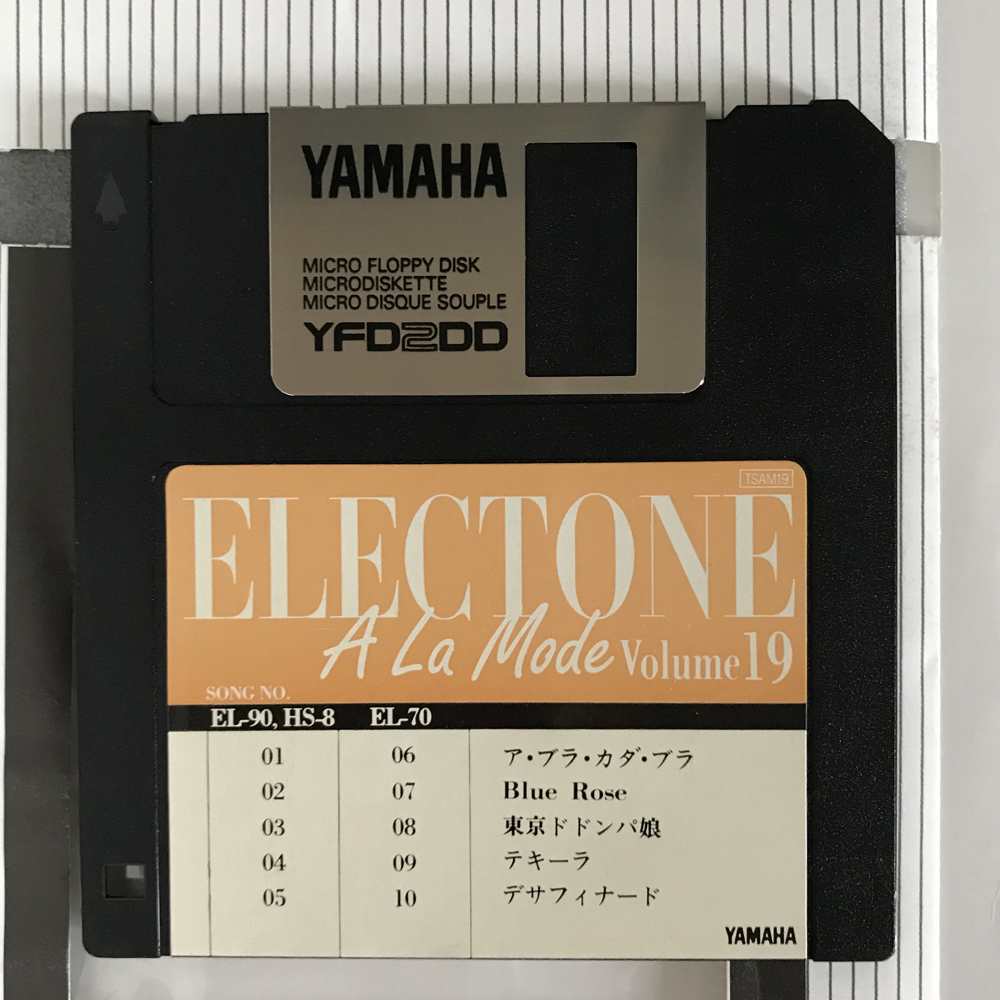 YAMAHA
MICRO FLOPPY DISK
MICRODISKETTE
MICRO DISQUE SOUPLE
YFD2DD
TSAM19
ELECTONE
A La Mode Volume 19
SONG NO.
EL-90, HS-8 EL-70
01 06 ア・ブラ・カダ・ブラ
02 07 Blue Rose
03 08 東京ドドンパ娘
04 09 テキーラ
05 10 デサフィナード
YAMAHA